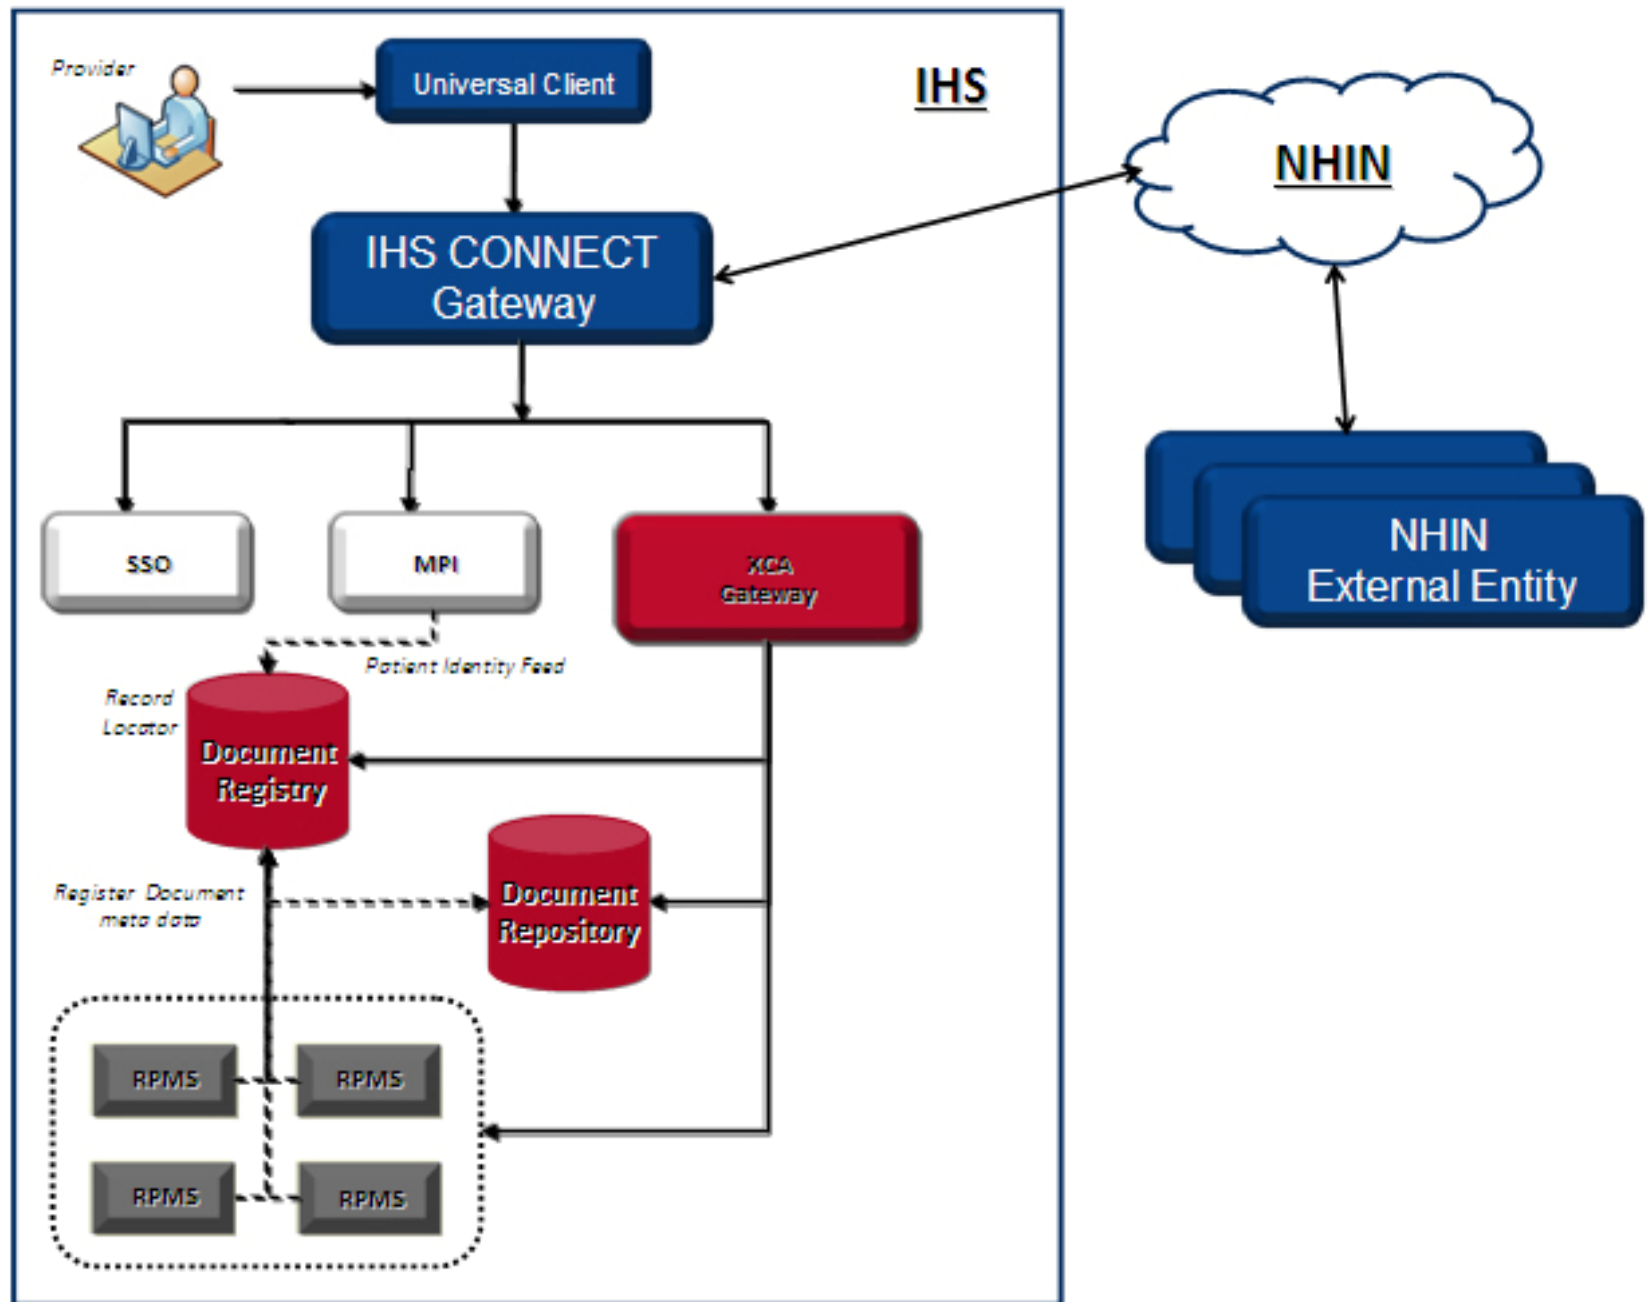 Provider
Universal Client
IHS
NHIN
IHS CONNECT
Gateway
SSO
MPI
XCA
Gateway
NHIN
External Entity
Patient Identity Feed
Record
Locator
Document
Registry
Register Document
meta data
Document
Repository
RPMS
RPMS
RPMS
RPMS